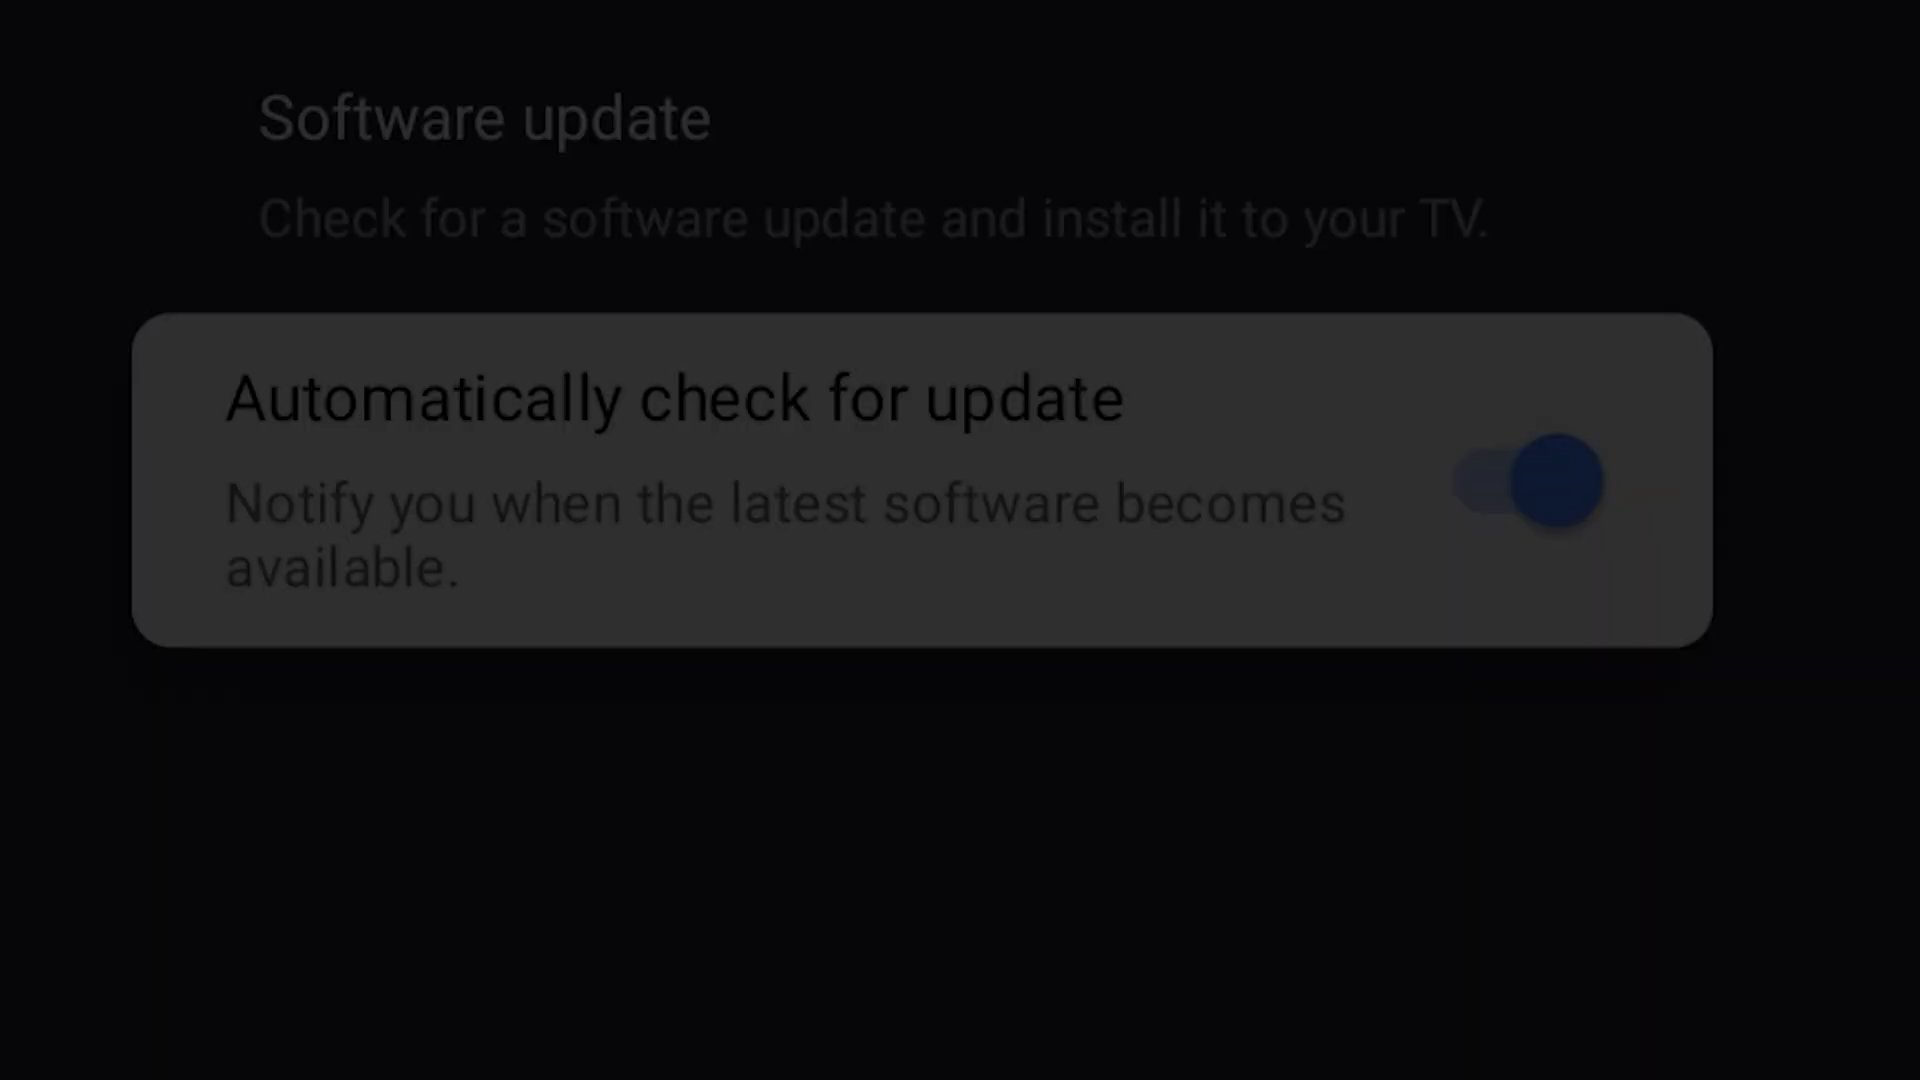 Software update
Check for a software update and install it to your TV.
Automatically check for update
Notify you when the latest software becomes
available.